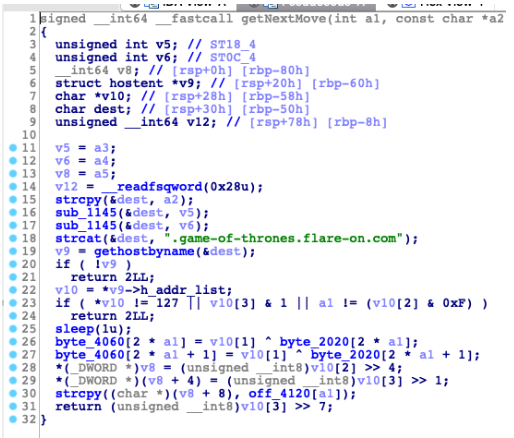 1 signed __int64 __fastcall getNextMove(int a1, const char *a2
2 {
3 unsigned int v5; // ST18_4
4 unsigned int v6; // ST0C_4
5 __int64 v8; // [rsp+0h] [rbp-80h]
6 struct hostent *v9; // [rsp+20h] [rbp-60h]
7 char *v10; // [rsp+28h] [rbp-58h]
8 char dest; // [rsp+30h] [rbp-50h]
9 unsigned __int64 v12; // [rsp+78h] [rbp-8h]
10
11 v5 = a3;
12 v6 = a4;
13 v8 = a5;
14 v12 = __readfsqword(0x28u);
15 strcpy(&dest, a2);
16 sub_1145(&dest, v5);
17 sub_1145(&dest, v6);
18 strcat(&dest, ".game-of-thrones.flare-on.com");
19 v9 = gethostbyname(&dest);
20 if ( !v9 )
21 return 2LL;
22 v10 = *v9->h_addr_list;
23 if ( *v10 != 127 || v10[3] & 1 || a1 != (v10[2] & 0xF) )
24 return 2LL;
25 sleep(1u);
26 byte_4060[2 * a1] = v10[1] ^ byte_2020[2 * a1];
27 byte_4060[2 * a1 + 1] = v10[1] ^ byte_2020[2 * a1 + 1];
28 *(_DWORD *)v8 = (unsigned __int8)v10[2] >> 4;
29 *(_DWORD *)(v8 + 4) = (unsigned __int8)v10[3] >> 1;
30 strcpy((char *)(v8 + 8), off_4120[a1]);
31 return (unsigned __int8)v10[3] >> 7;
32 }